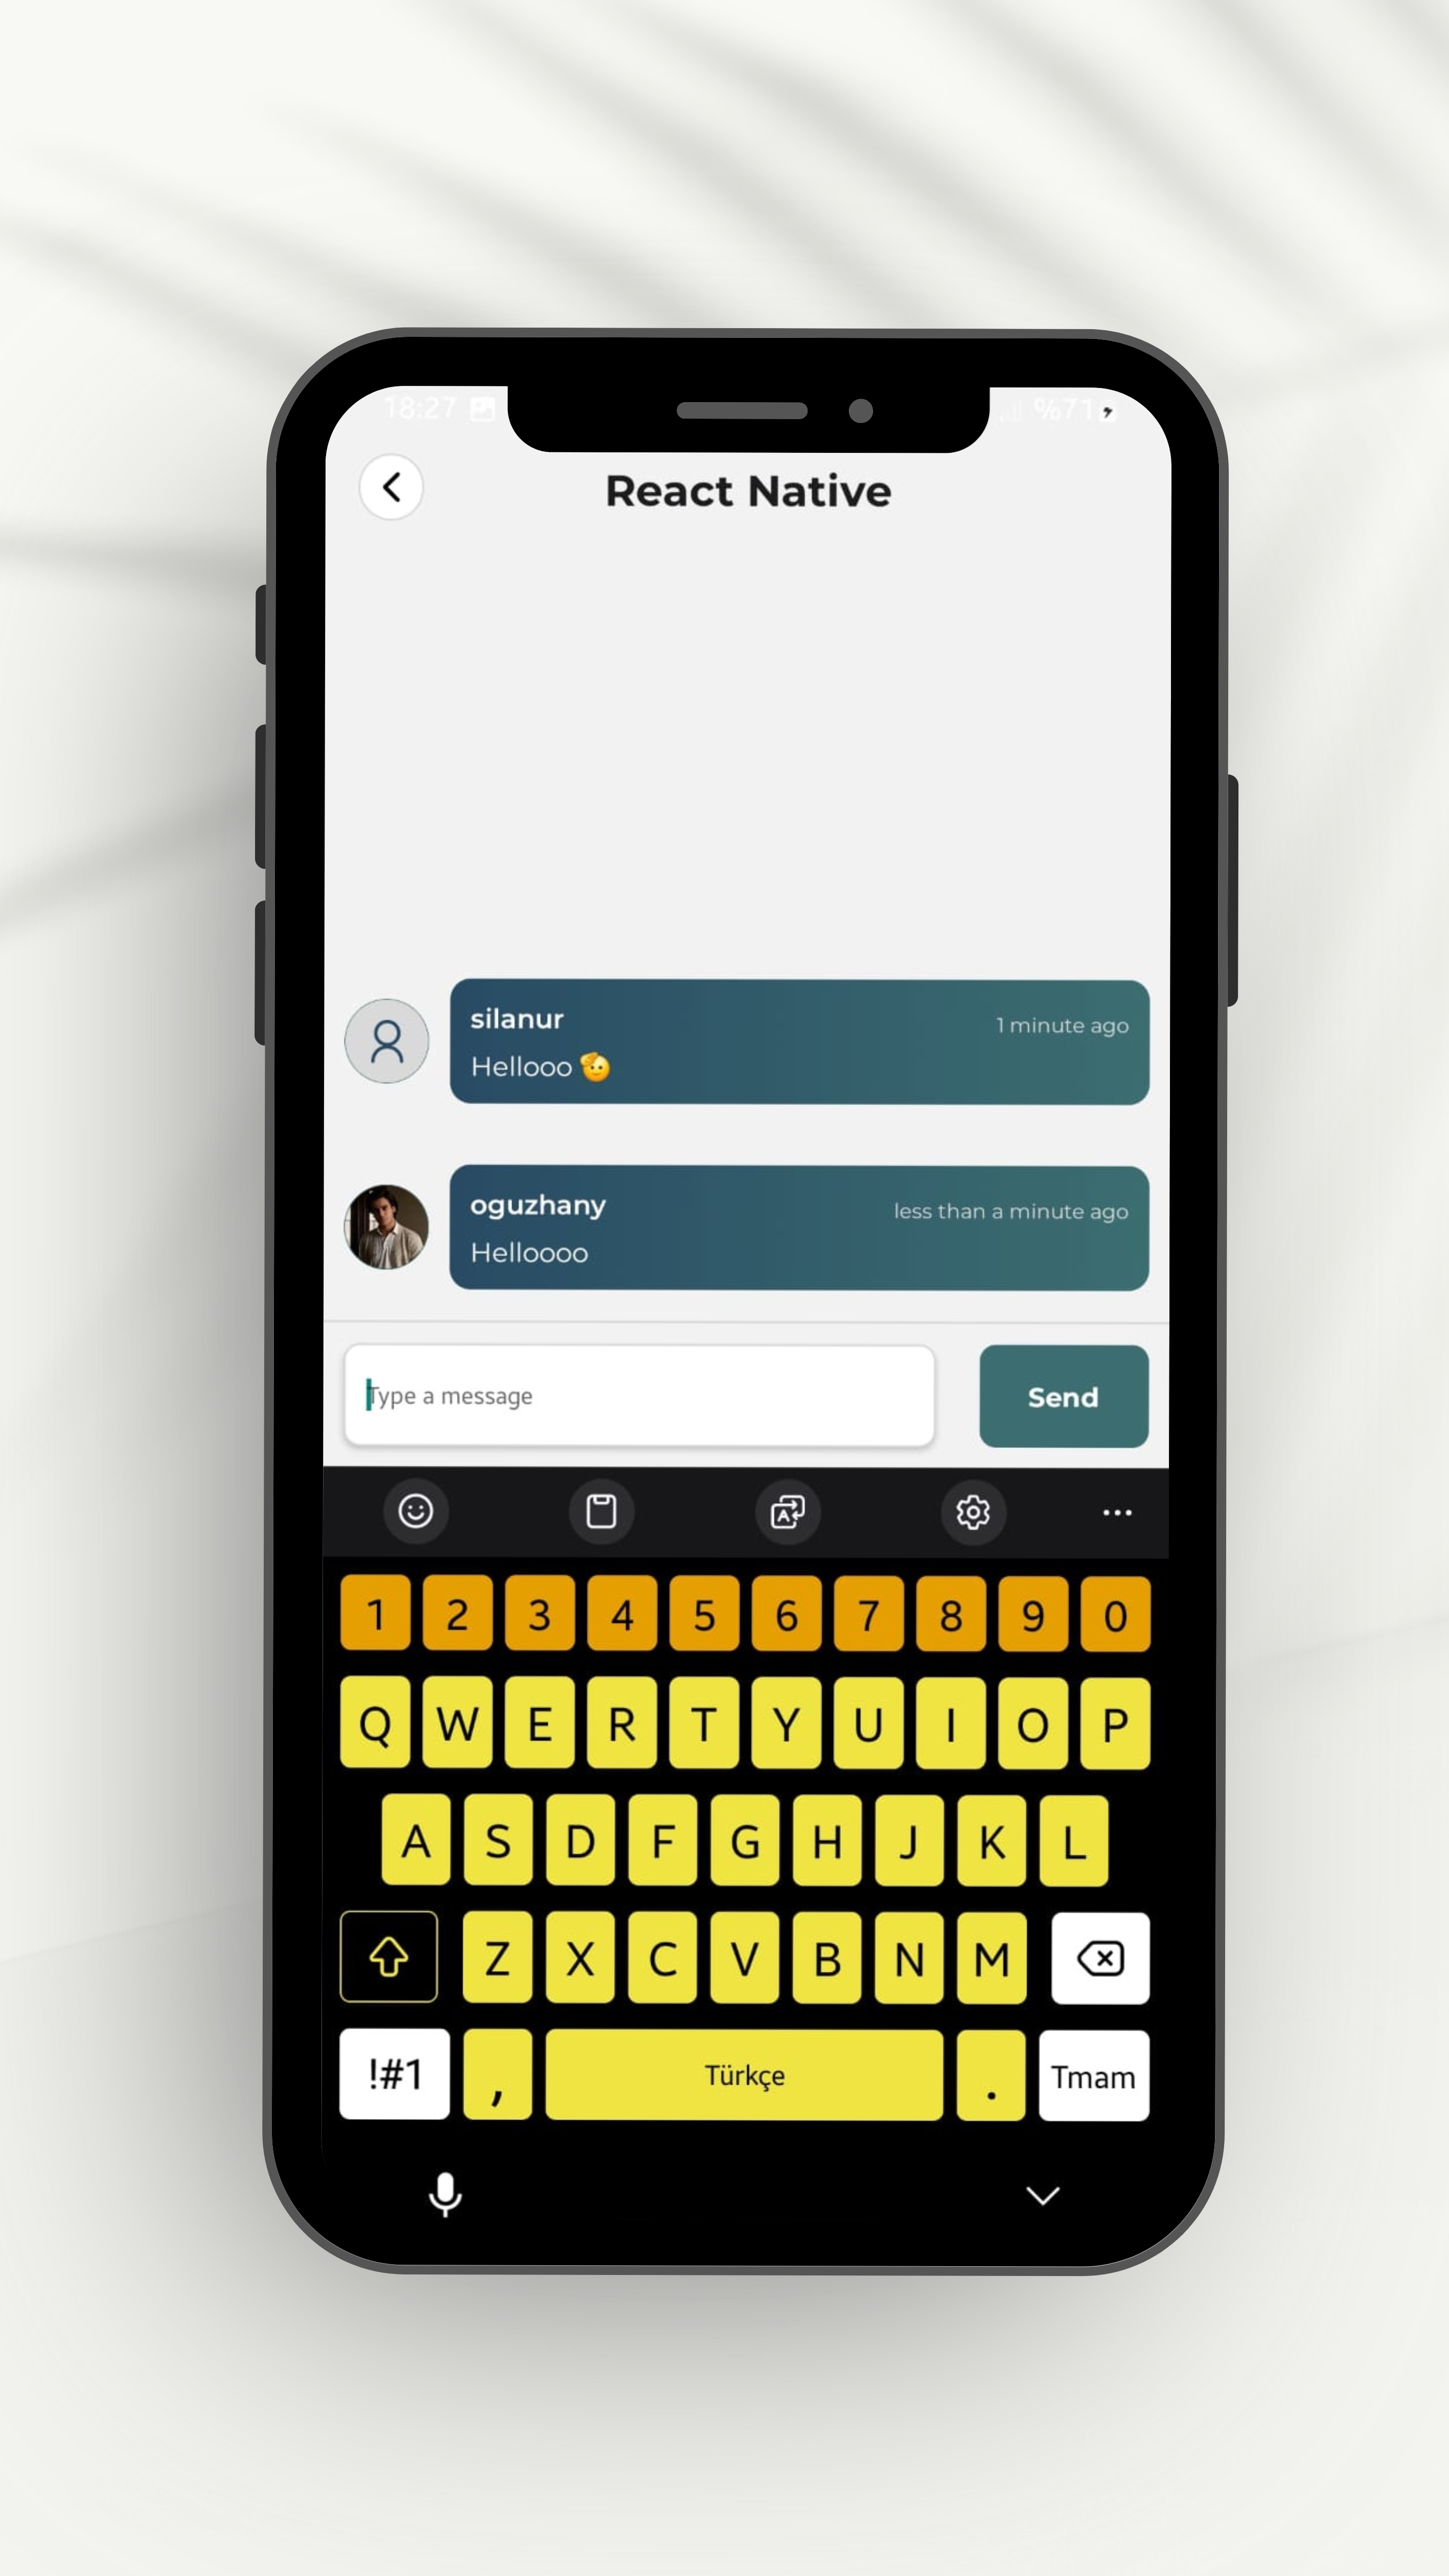 18:27 %71
React Native
silanur 1 minute ago
Hellooo 🫡
oguzhany less than a minute ago
Helloooo
Type a message Send
1 2 3 4 5 6 7 8 9 0
Q W E R T Y U I O P
A S D F G H J K L
Z X C V B N M
!#1 , Türkçe . Tmam